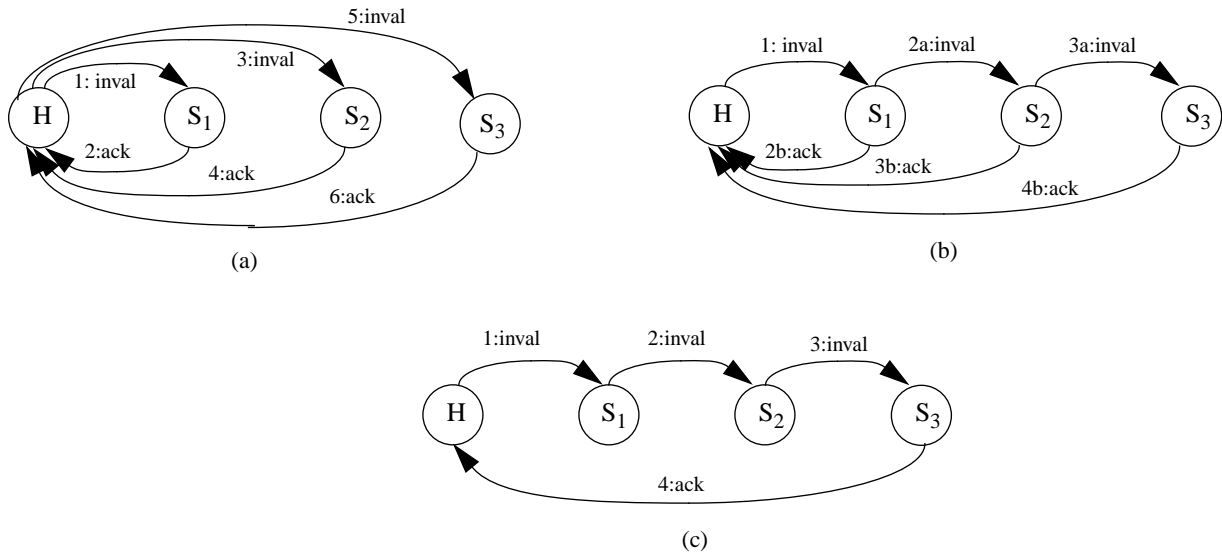 5:inval
3:inval
1: inval
H
S1
S2
S3
2:ack
4:ack
6:ack
(a)
1: inval
2a:inval
3a:inval
H
S1
S2
S3
2b:ack
3b:ack
4b:ack
(b)
1:inval
2:inval
3:inval
H
S1
S2
S3
4:ack
(c)